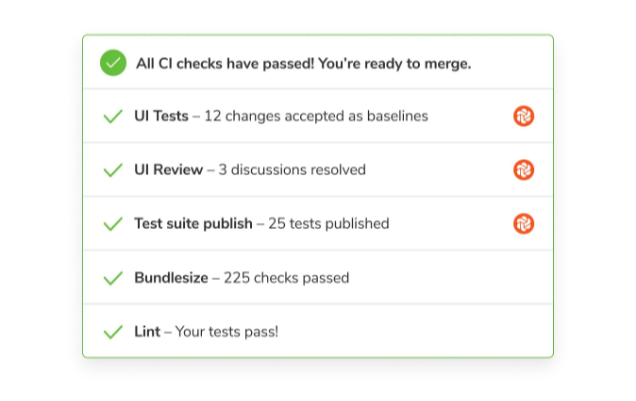 All CI checks have passed! You're ready to merge.
UI Tests – 12 changes accepted as baselines
UI Review – 3 discussions resolved
Test suite publish – 25 tests published
Bundlesize – 225 checks passed
Lint – Your tests pass!